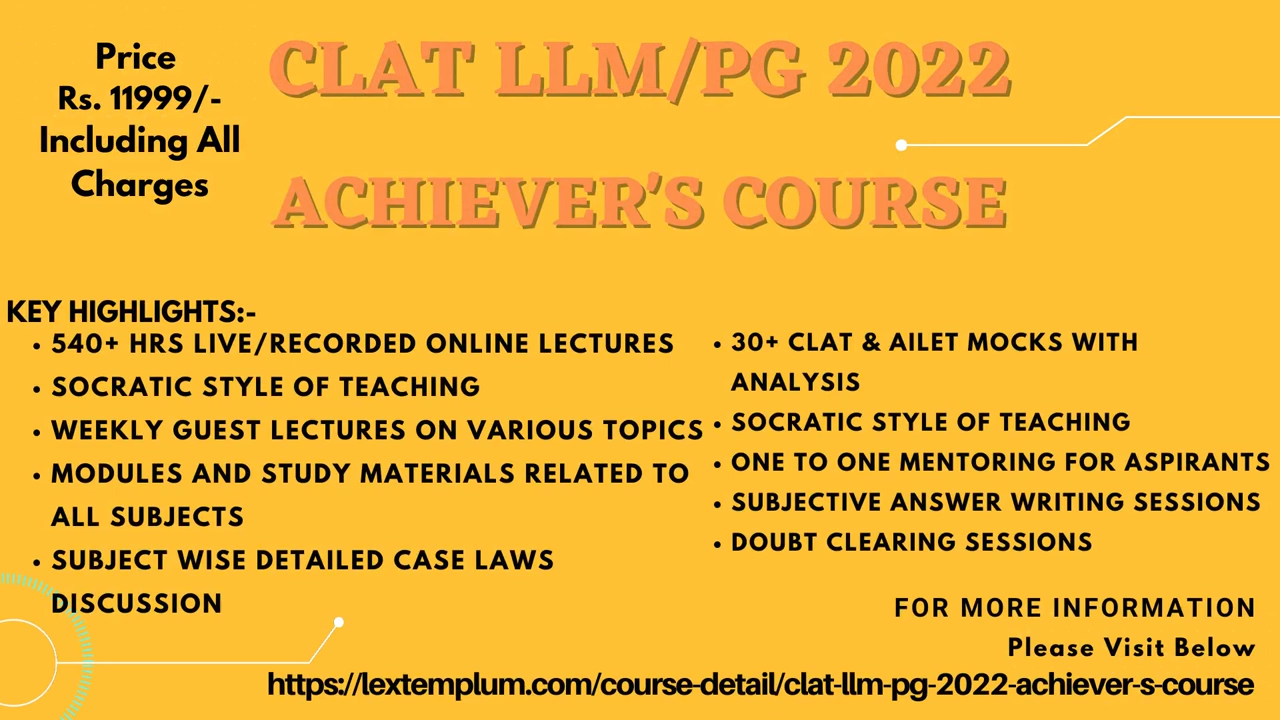 Price
Rs. 11999/-
Including All
Charges
CLAT LLM/PG 2022
ACHIEVER'S COURSE
KEY HIGHLIGHTS:-
• 540+ HRS LIVE/RECORDED ONLINE LECTURES
• SOCRATIC STYLE OF TEACHING
• WEEKLY GUEST LECTURES ON VARIOUS TOPICS
• MODULES AND STUDY MATERIALS RELATED TO
ALL SUBJECTS
• SUBJECT WISE DETAILED CASE LAWS
DISCUSSION
• 30+ CLAT & AILET MOCKS WITH
ANALYSIS
• SOCRATIC STYLE OF TEACHING
• ONE TO ONE MENTORING FOR ASPIRANTS
• SUBJECTIVE ANSWER WRITING SESSIONS
• DOUBT CLEARING SESSIONS
FOR MORE INFORMATION
Please Visit Below
https://lextemplum.com/course-detail/clat-llm-pg-2022-achiever-s-course